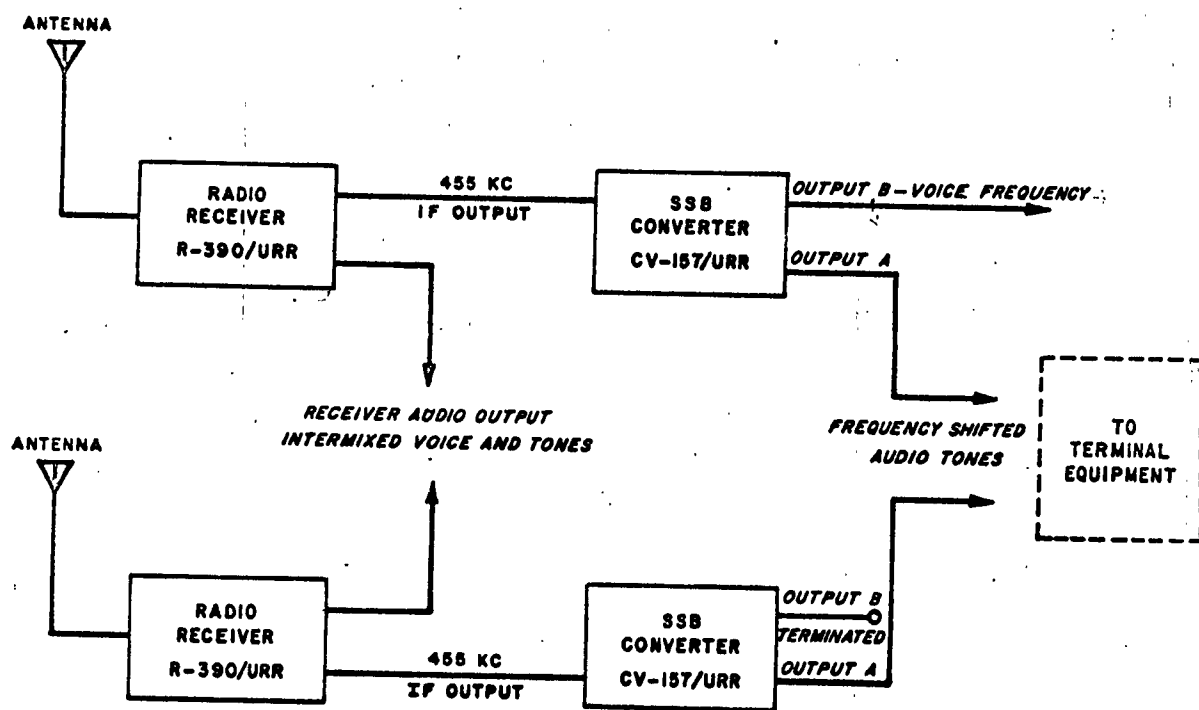 ANTENNA
RADIO
RECEIVER
R-390/URR
455 KC
IF OUTPUT
SSB
CONVERTER
CV-157/URR
OUTPUT B-VOICE FREQUENCY
OUTPUT A
RECEIVER AUDIO OUTPUT
INTERMIXED VOICE AND TONES
FREQUENCY SHIFTED
AUDIO TONES
TO
TERMINAL
EQUIPMENT
ANTENNA
RADIO
RECEIVER
R-390/URR
455 KC
IF OUTPUT
SSB
CONVERTER
CV-157/URR
OUTPUT B
TERMINATED
OUTPUT A